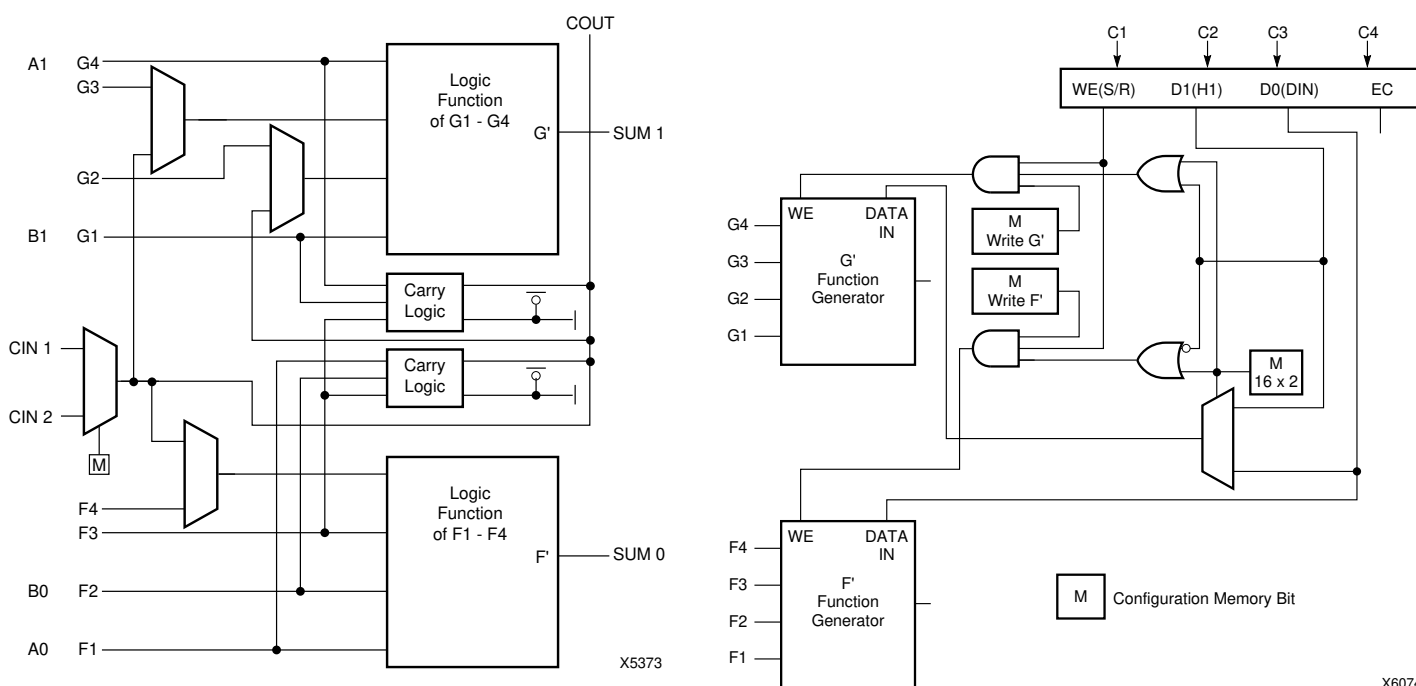 COUT
A1 G4
G3
Logic
Function
of G1 - G4
G'
SUM 1
G2
B1 G1
Carry
Logic
CIN 1
Carry
Logic
CIN 2
M
F4
F3
Logic
Function
of F1 - F4
F'
SUM 0
B0 F2
A0 F1
X5373
C1 C2 C3 C4
WE(S/R) D1(H1) D0(DIN) EC
WE DATA
IN
G4
G3
G2
G1
G'
Function
Generator
M
Write G'
M
Write F'
M
16 x 2
WE DATA
IN
F4
F3
F2
F1
F'
Function
Generator
M Configuration Memory Bit